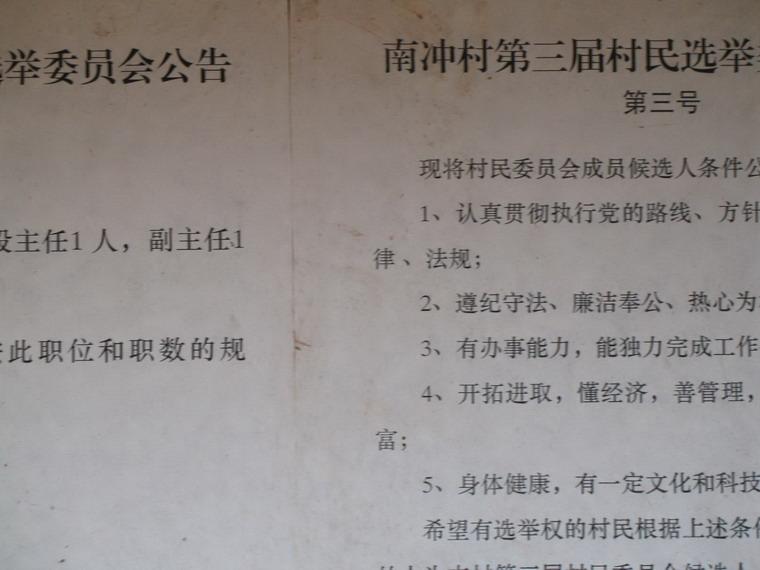 举委员会公告
设主任1人，副主任1
此职位和职数的规
南冲村第三届村民选举
第三号
现将村民委员会成员候选人条件公
1、认真贯彻执行党的路线、方针
律、法规；
2、遵纪守法、廉洁奉公、热心为
3、有办事能力，能独力完成工作
4、开拓进取，懂经济，善管理，
富；
5、身体健康，有一定文化和科技
希望有选举权的村民根据上述条件